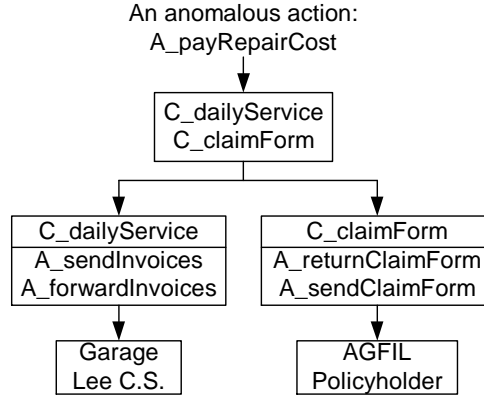 An anomalous action:
A_payRepairCost
C_dailyService
C_claimForm
C_dailyService
A_sendInvoices
A_forwardInvoices
C_claimForm
A_returnClaimForm
A_sendClaimForm
Garage
Lee C.S.
AGFIL
Policyholder